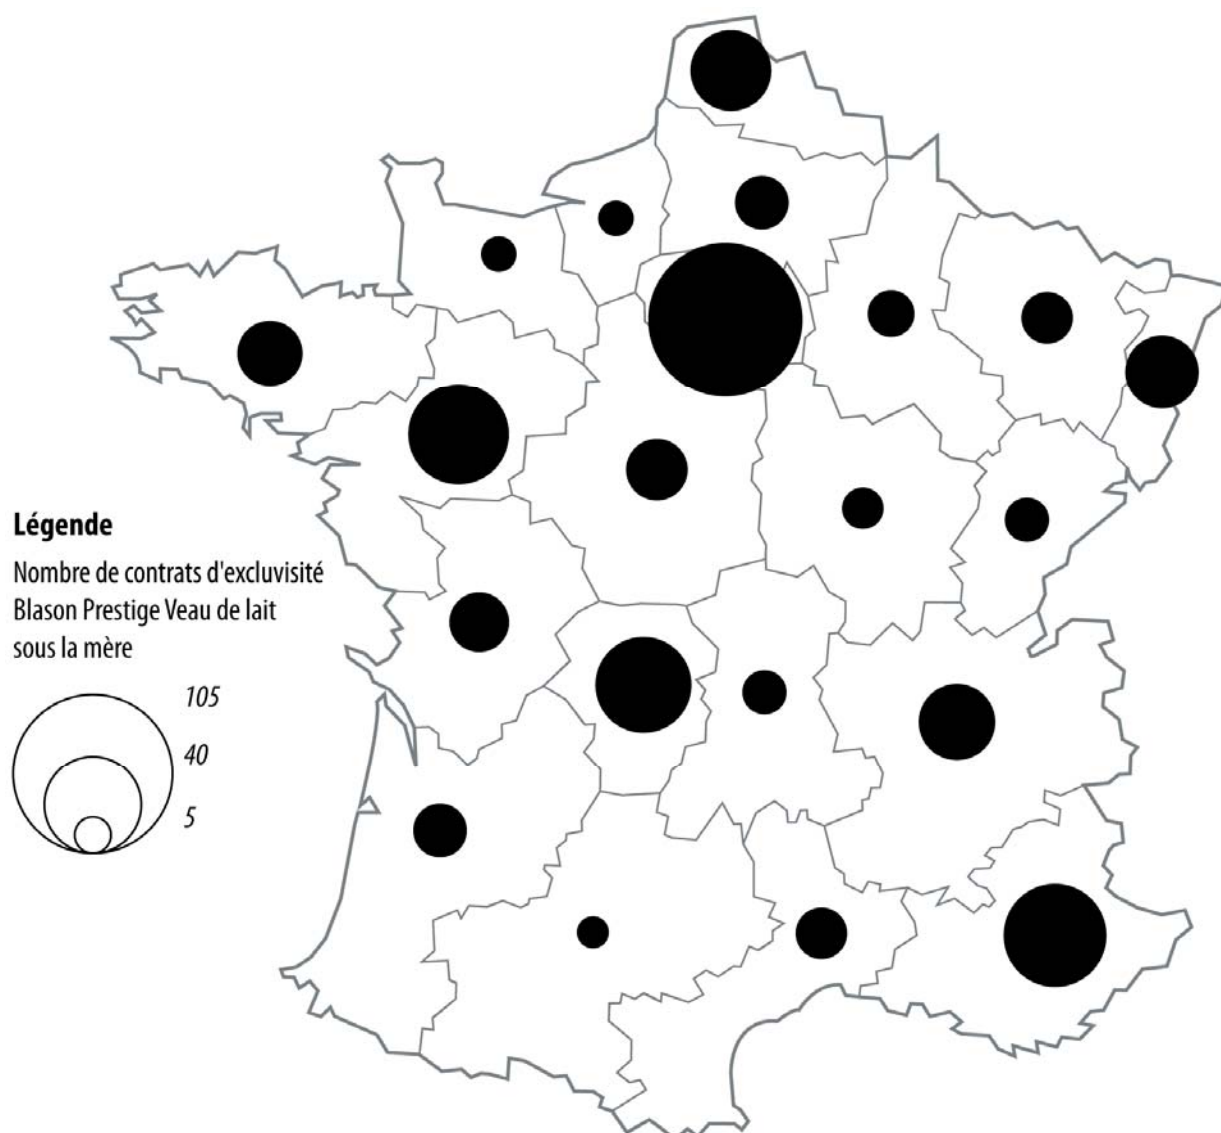 Légende
Nombre de contrats d'excluvisité
Blason Prestige Veau de lait
sous la mère
105
40
5